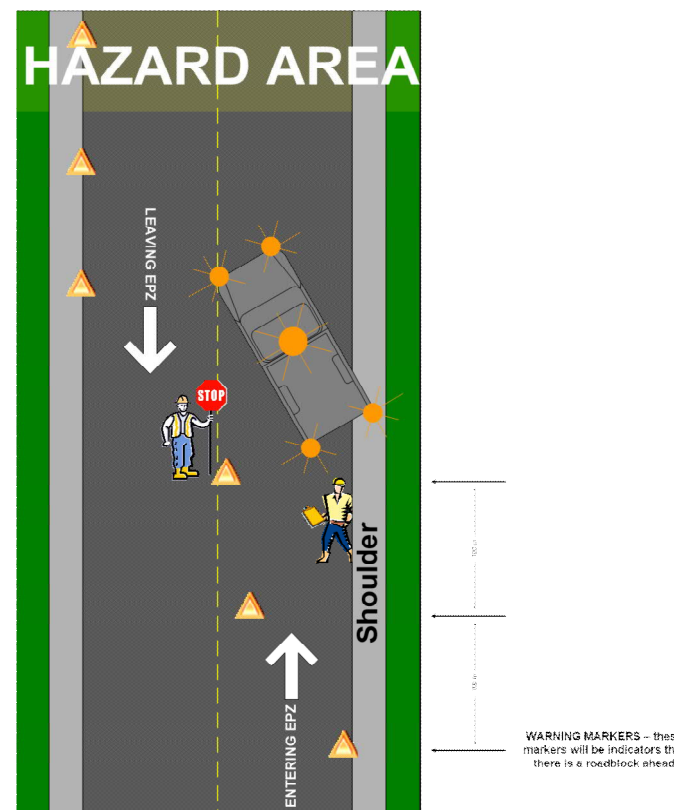 HAZARD AREA
LEAVING EPZ
STOP
Shoulder
ENTERING EPZ
WARNING MARKERS – thes
markers will be indicators th
there is a roadblock ahead